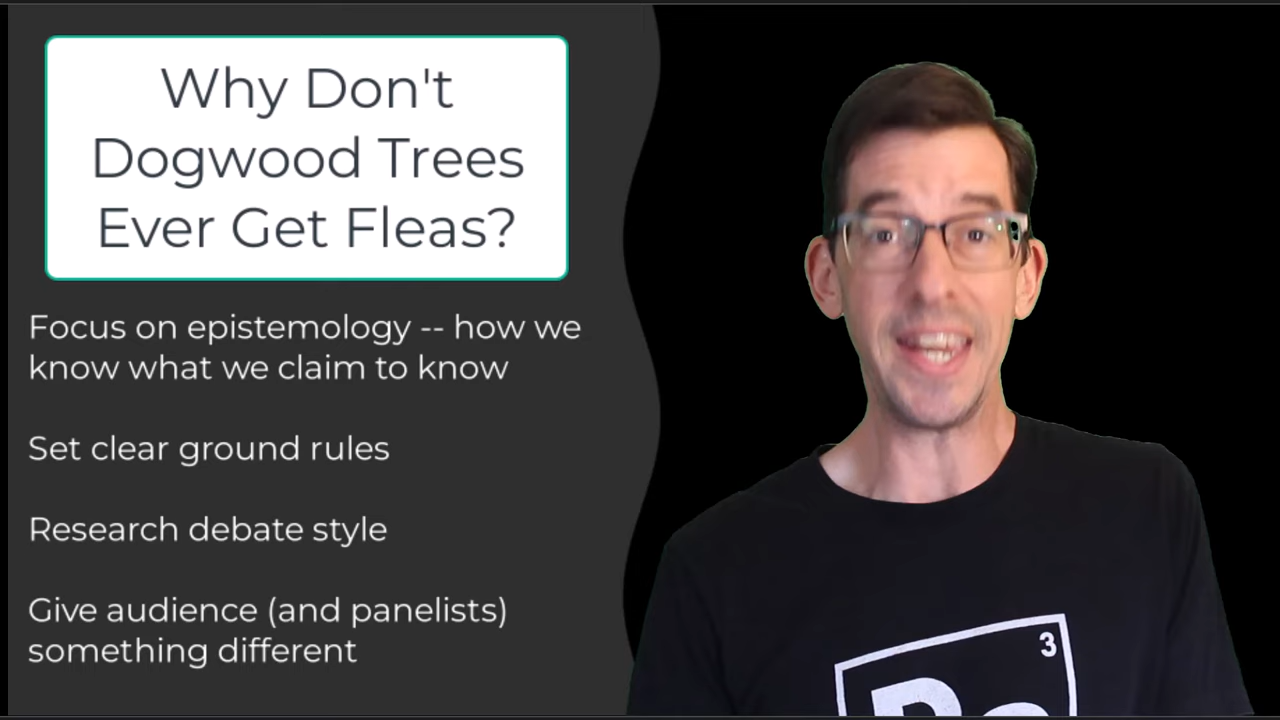 Why Don't
Dogwood Trees
Ever Get Fleas?
Focus on epistemology -- how we
know what we claim to know
Set clear ground rules
Research debate style
Give audience (and panelists)
something different
3